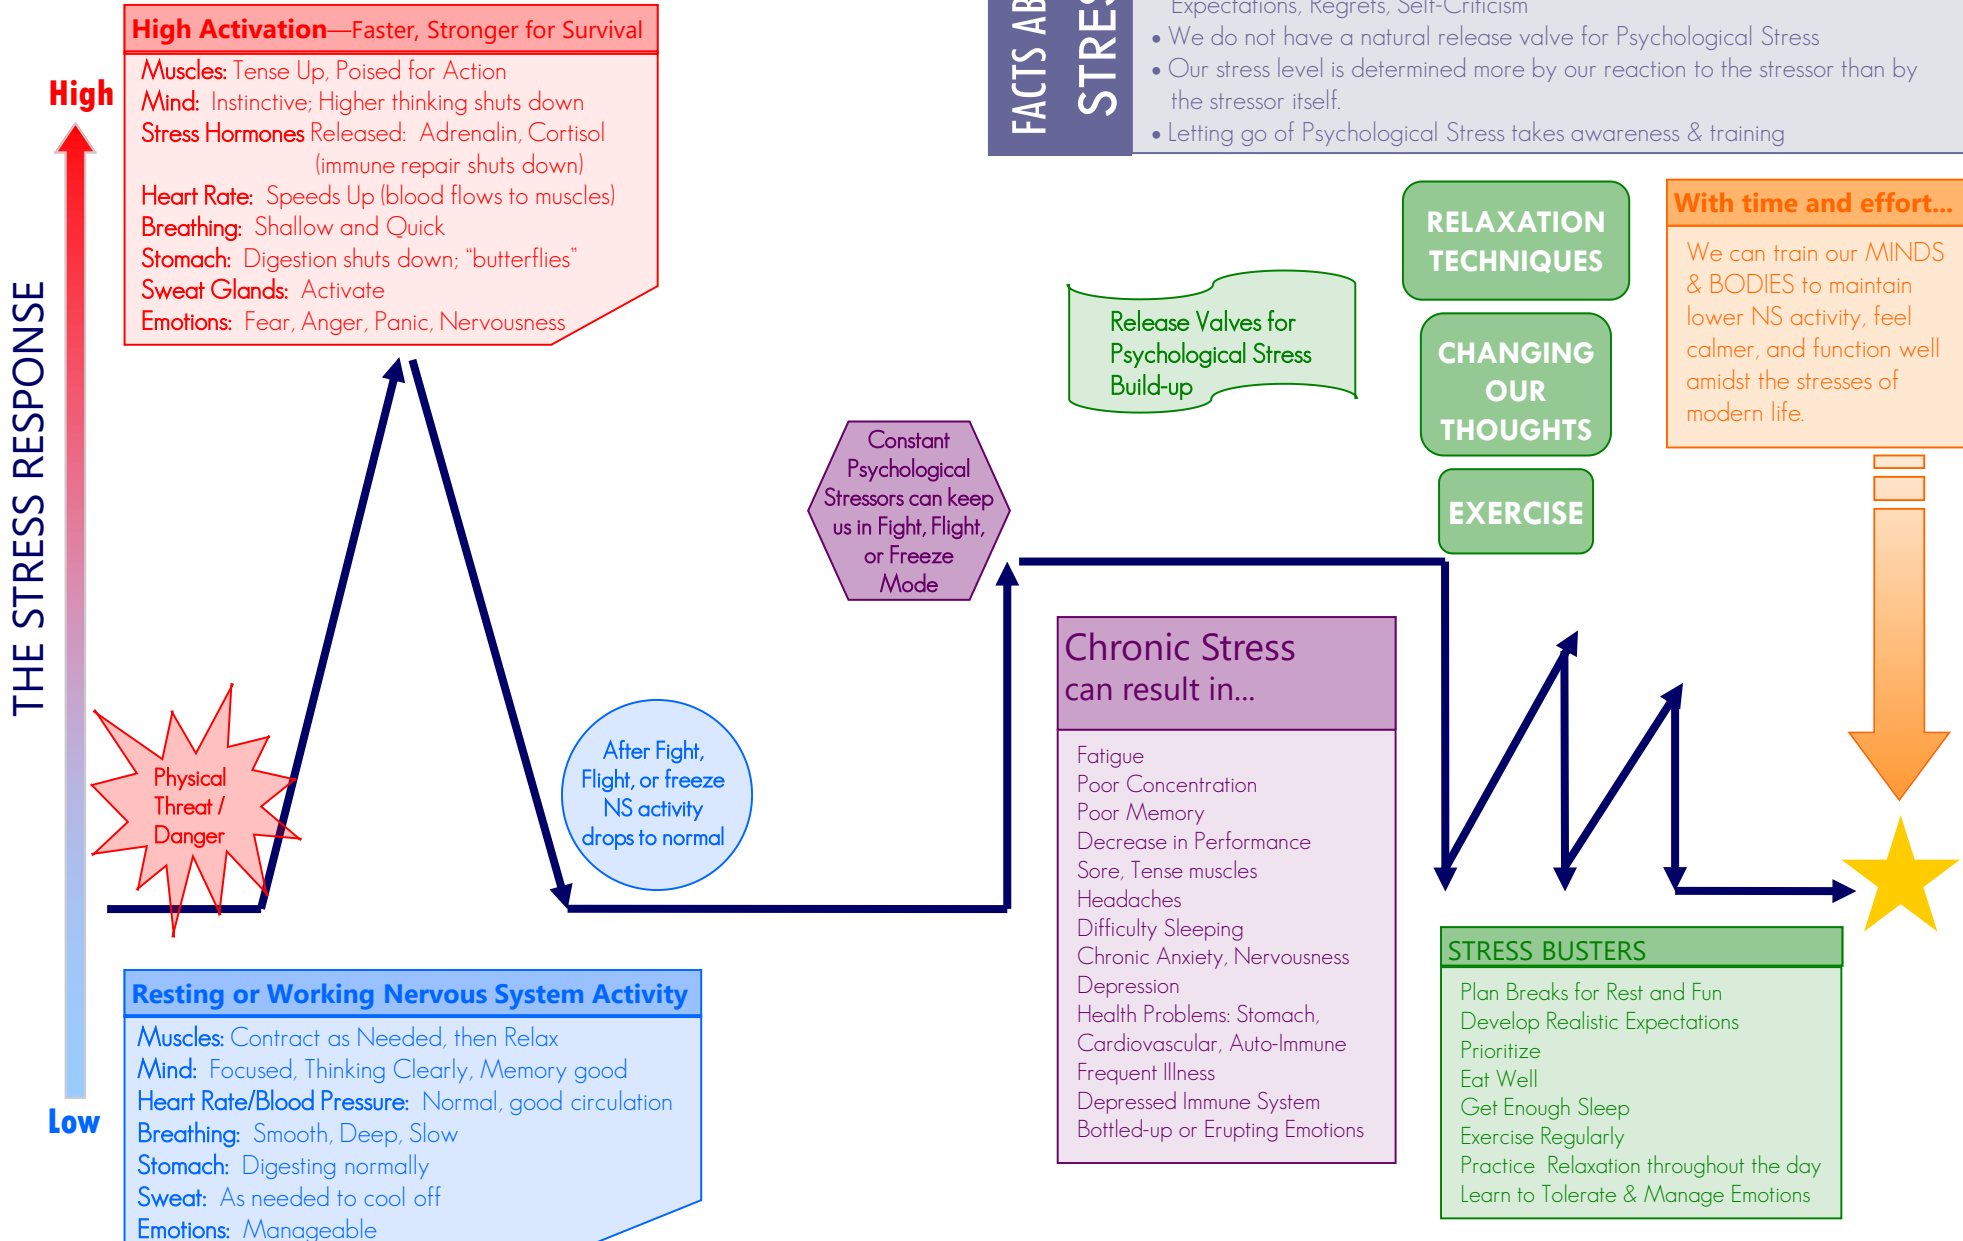 High Activation—Faster, Stronger for Survival
Muscles: Tense Up, Poised for Action
Mind: Instinctive; Higher thinking shuts down
Stress Hormones Released: Adrenalin, Cortisol
(immune repair shuts down)
Heart Rate: Speeds Up (blood flows to muscles)
Breathing: Shallow and Quick
Stomach: Digestion shuts down; “butterflies”
Sweat Glands: Activate
Emotions: Fear, Anger, Panic, Nervousness
High
THE STRESS RESPONSE
Low
Physical
Threat /
Danger
After Fight,
Flight, or freeze
NS activity
drops to normal
Resting or Working Nervous System Activity
Muscles: Contract as Needed, then Relax
Mind: Focused, Thinking Clearly, Memory good
Heart Rate/Blood Pressure: Normal, good circulation
Breathing: Smooth, Deep, Slow
Stomach: Digesting normally
Sweat: As needed to cool off
Emotions: Manageable
FACTS AB
STRES
Expectations, Regrets, Self-Criticism
• We do not have a natural release valve for Psychological Stress
• Our stress level is determined more by our reaction to the stressor than by
the stressor itself.
• Letting go of Psychological Stress takes awareness & training
Constant
Psychological
Stressors can keep
us in Fight, Flight,
or Freeze
Mode
Release Valves for
Psychological Stress
Build-up
RELAXATION
TECHNIQUES
CHANGING
OUR
THOUGHTS
EXERCISE
With time and effort...
We can train our MINDS
& BODIES to maintain
lower NS activity, feel
calmer, and function well
amidst the stresses of
modern life.
Chronic Stress
can result in...
Fatigue
Poor Concentration
Poor Memory
Decrease in Performance
Sore, Tense muscles
Headaches
Difficulty Sleeping
Chronic Anxiety, Nervousness
Depression
Health Problems: Stomach,
Cardiovascular, Auto-Immune
Frequent Illness
Depressed Immune System
Bottled-up or Erupting Emotions
STRESS BUSTERS
Plan Breaks for Rest and Fun
Develop Realistic Expectations
Prioritize
Eat Well
Get Enough Sleep
Exercise Regularly
Practice Relaxation throughout the day
Learn to Tolerate & Manage Emotions